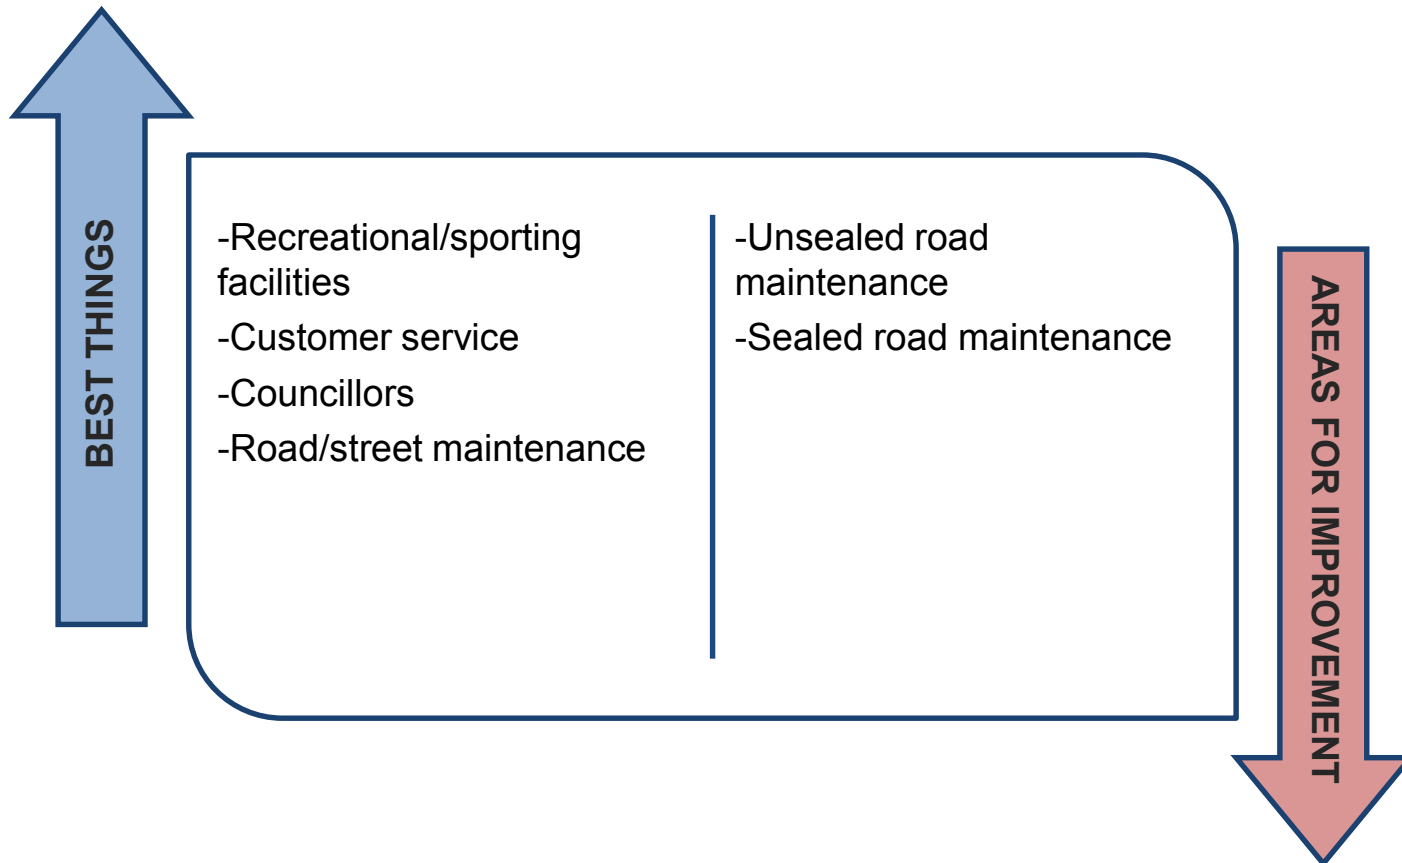 BEST THINGS
-Recreational/sporting
facilities
-Customer service
-Councillors
-Road/street maintenance
-Unsealed road
maintenance
-Sealed road maintenance
AREAS FOR IMPROVEMENT